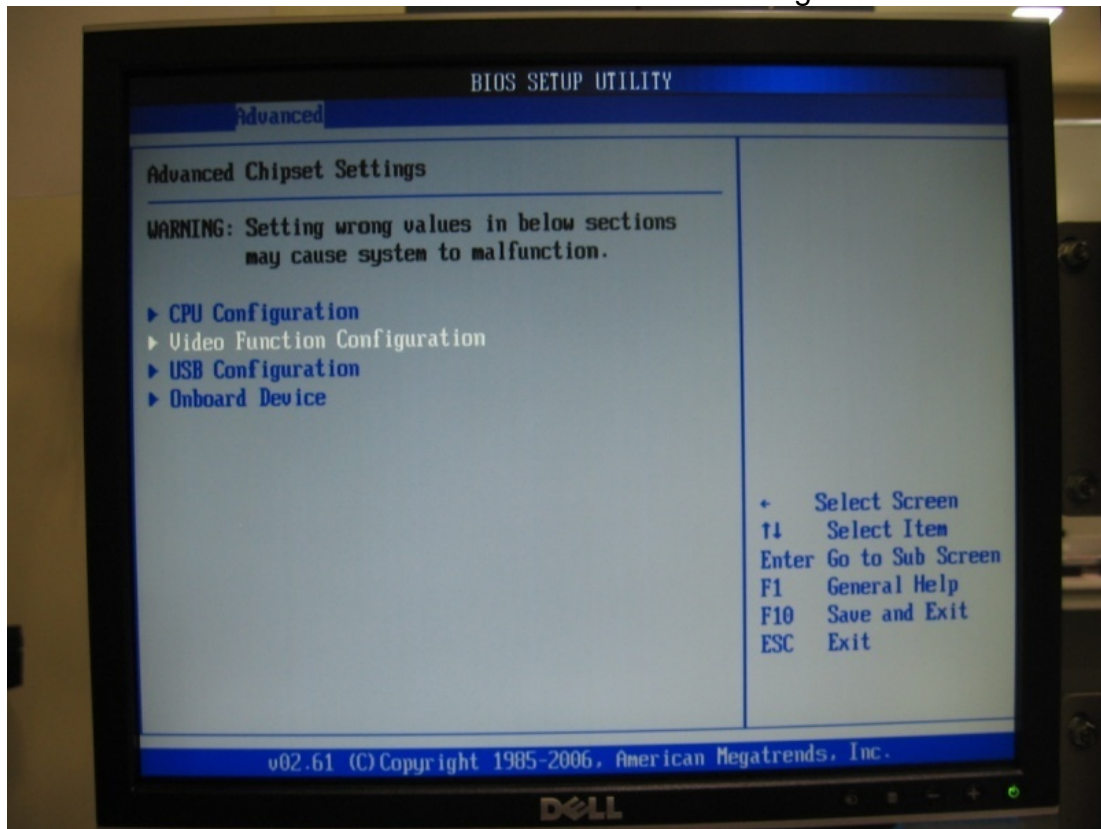 BIOS SETUP UTILITY
Advanced
Advanced Chipset Settings
WARNING: Setting wrong values in below sections
may cause system to malfunction.
▶ CPU Configuration
▶ Video Function Configuration
▶ USB Configuration
▶ Onboard Device
← Select Screen
↑↓ Select Item
Enter Go to Sub Screen
F1 General Help
F10 Save and Exit
ESC Exit
v02.61 (C)Copyright 1985-2006, American Megatrends, Inc.
DELL